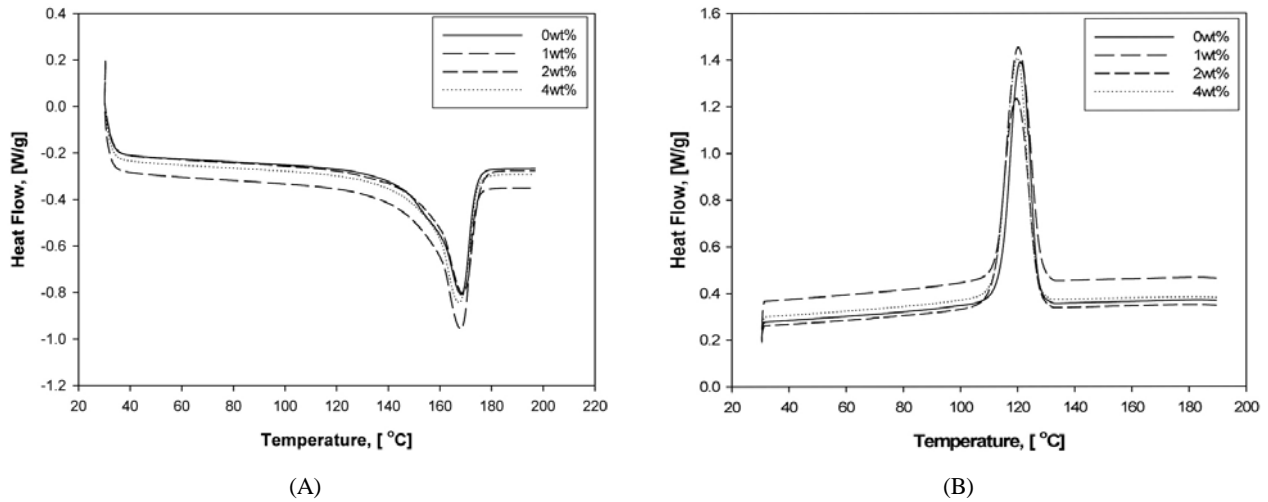 0.4
0.2
0.0
-0.2
-0.4
-0.6
-0.8
-1.0
-1.2
Heat Flow, [W/g]
0wt%
1wt%
2wt%
4wt%
20 40 60 80 100 120 140 160 180 200 220
Temperature, [ °C]
(A)
1.6
1.4
1.2
1.0
0.8
0.6
0.4
0.2
0.0
Heat Flow, [W/g]
0wt%
1wt%
2wt%
4wt%
20 40 60 80 100 120 140 160 180 200
Temperature, [ °C]
(B)